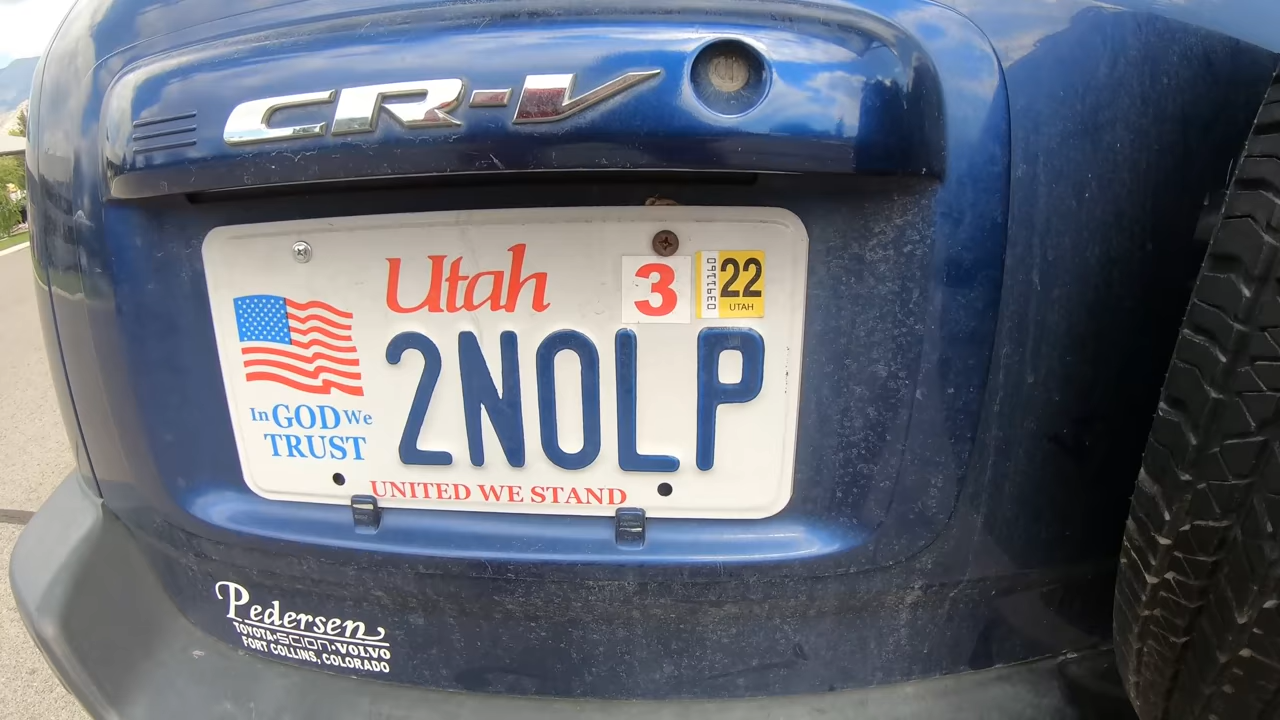 CR-V
Utah
3
22
UTAH
0611930
2NOLP
In GOD We
TRUST
UNITED WE STAND
Pedersen
TOYOTA•SCION•VOLVO
FORT COLLINS, COLORADO